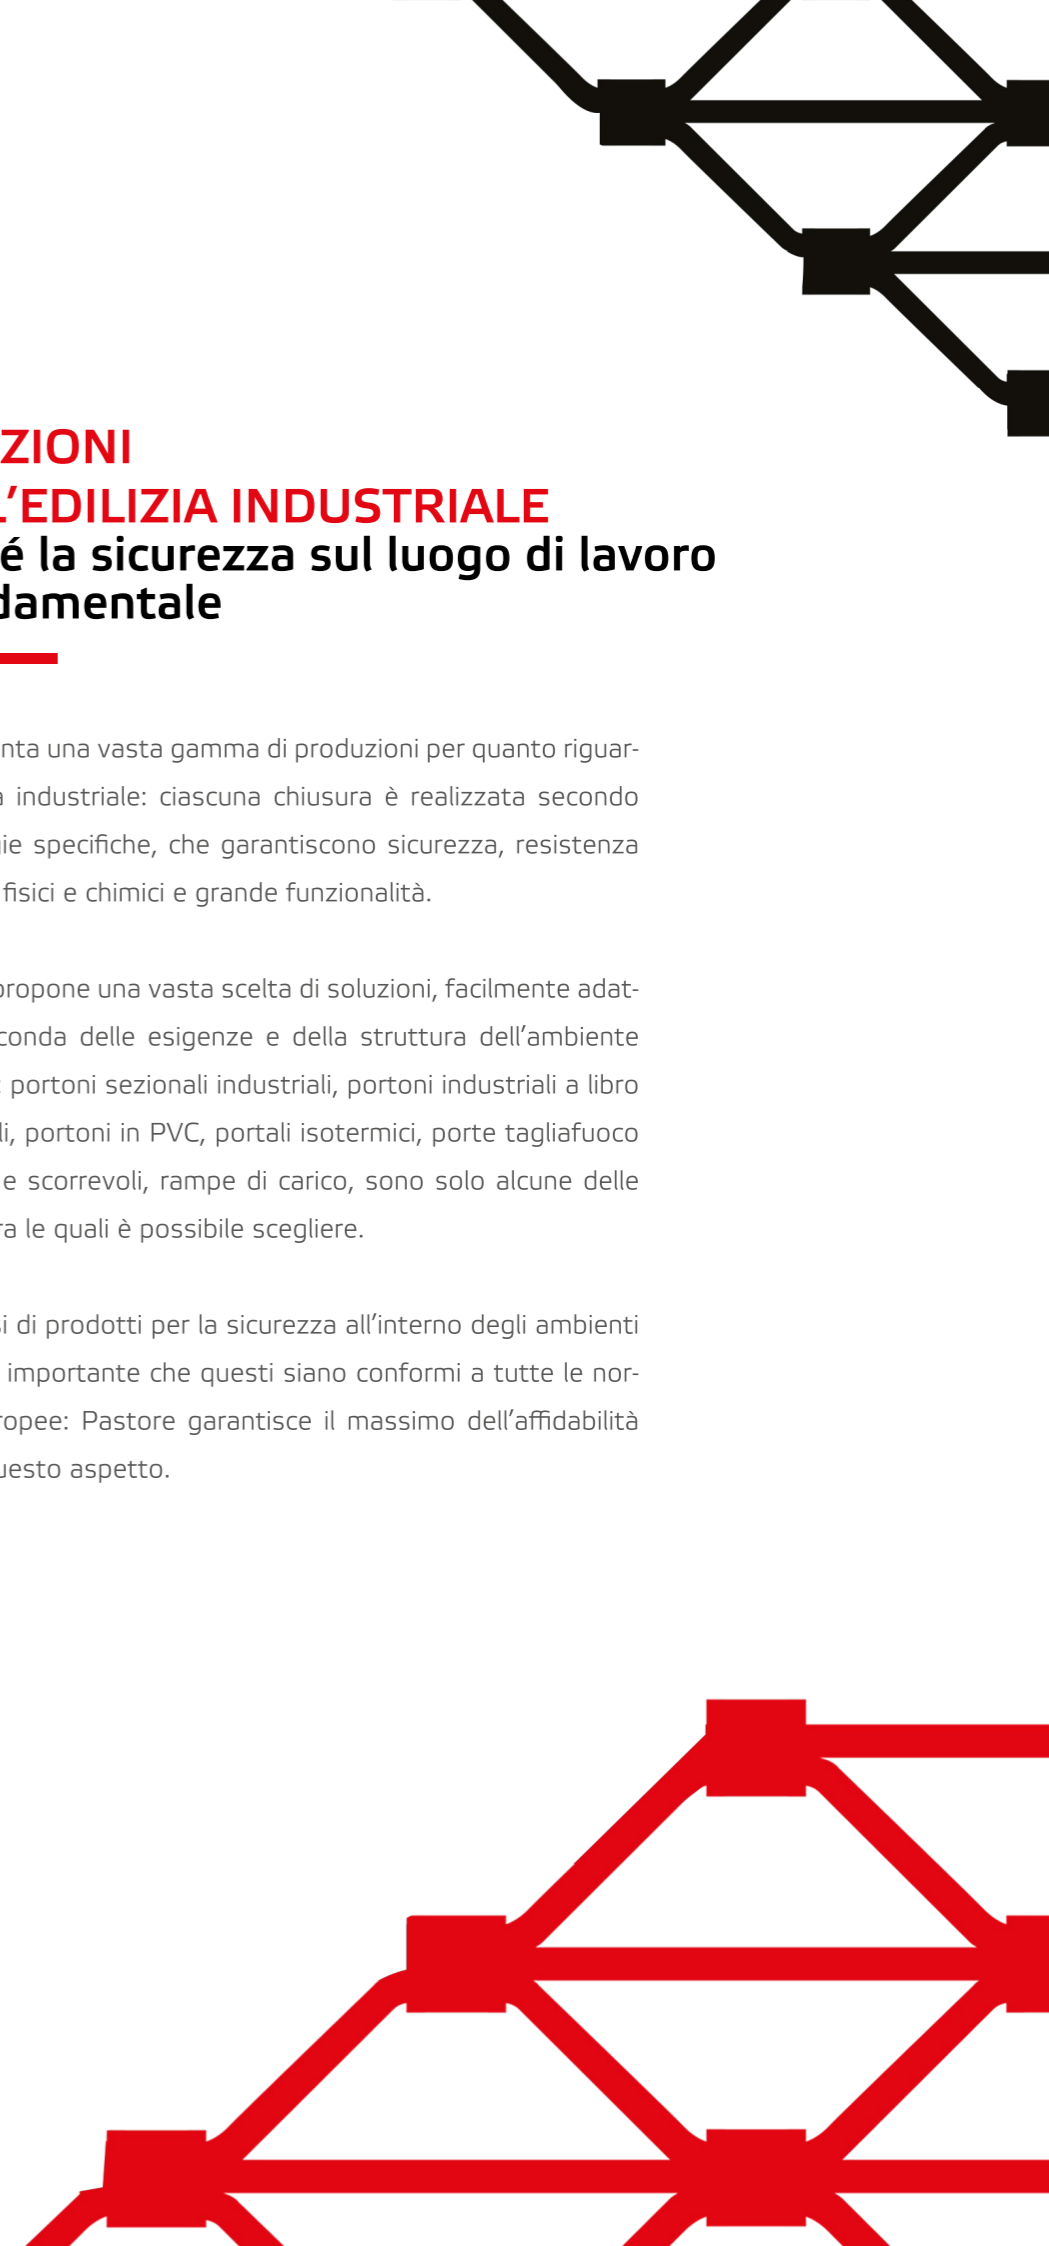 ZIONI
L’EDILIZIA INDUSTRIALE
é la sicurezza sul luogo di lavoro
damentale
nta una vasta gamma di produzioni per quanto riguar-
a industriale: ciascuna chiusura è realizzata secondo
gie specifiche, che garantiscono sicurezza, resistenza
fisici e chimici e grande funzionalità.
propone una vasta scelta di soluzioni, facilmente adat-
conda delle esigenze e della struttura dell’ambiente
: portoni sezionali industriali, portoni industriali a libro
li, portoni in PVC, portali isotermici, porte tagliafuoco
e scorrevoli, rampe di carico, sono solo alcune delle
ra le quali è possibile scegliere.
si di prodotti per la sicurezza all’interno degli ambienti
importante che questi siano conformi a tutte le nor-
ropee: Pastore garantisce il massimo dell’affidabilità
uesto aspetto.